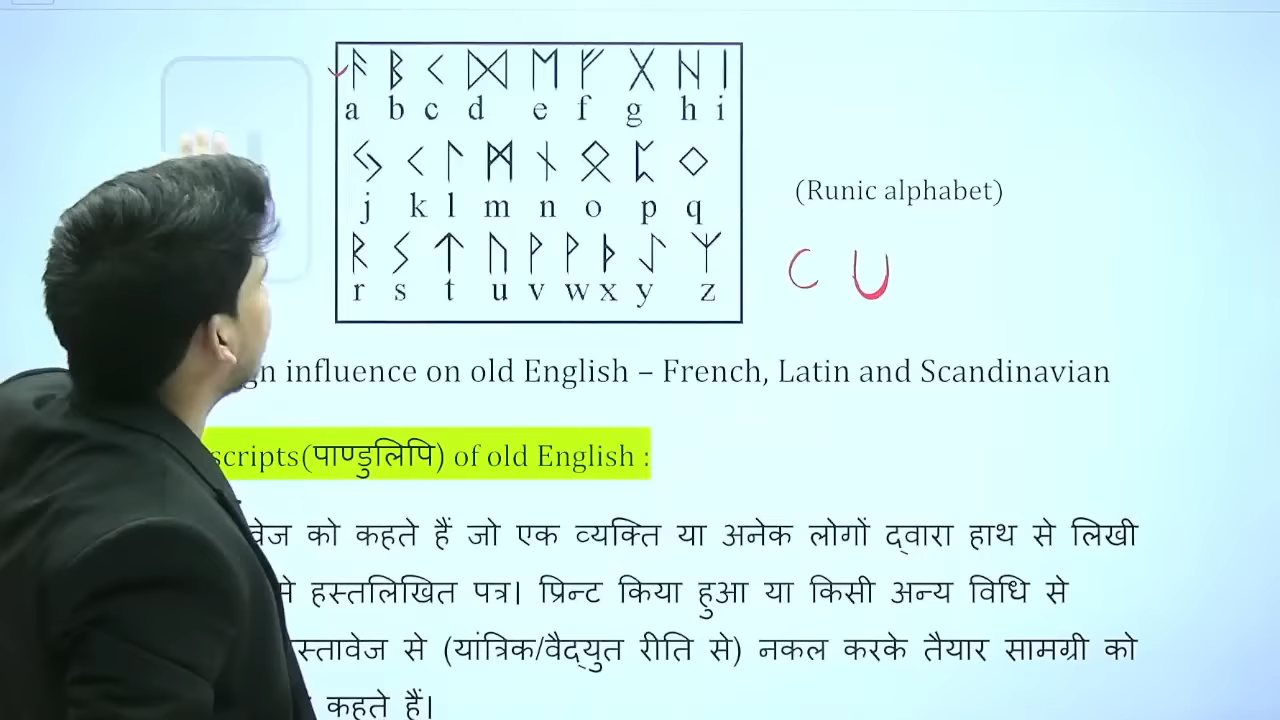 ᚨ ᛒ ᚲ ᛞ ᛖ ᚠ ᚷ ᚺ ᛁ
a b c d e f g h i
ᛃ ᚲ ᛚ ᛗ ᚾ ᛟ ᛈ ᛜ
j k l m n o p q
ᚱ ᛊ ᛏ ᚢ ᚹ ᚹ ᚦ ᛇ ᛉ
r s t u v w x y z
(Runic alphabet)
C U
influence on old English – French, Latin and Scandinavian
(पाण्डुलिपि) of old English :
को कहते हैं जो एक व्यक्ति या अनेक लोगों द्वारा हाथ से लिखी
हस्तलिखित पत्र। प्रिन्ट किया हुआ या किसी अन्य विधि से
से (यांत्रिक/वैद्युत रीति से) नकल करके तैयार सामग्री को
कहते हैं।